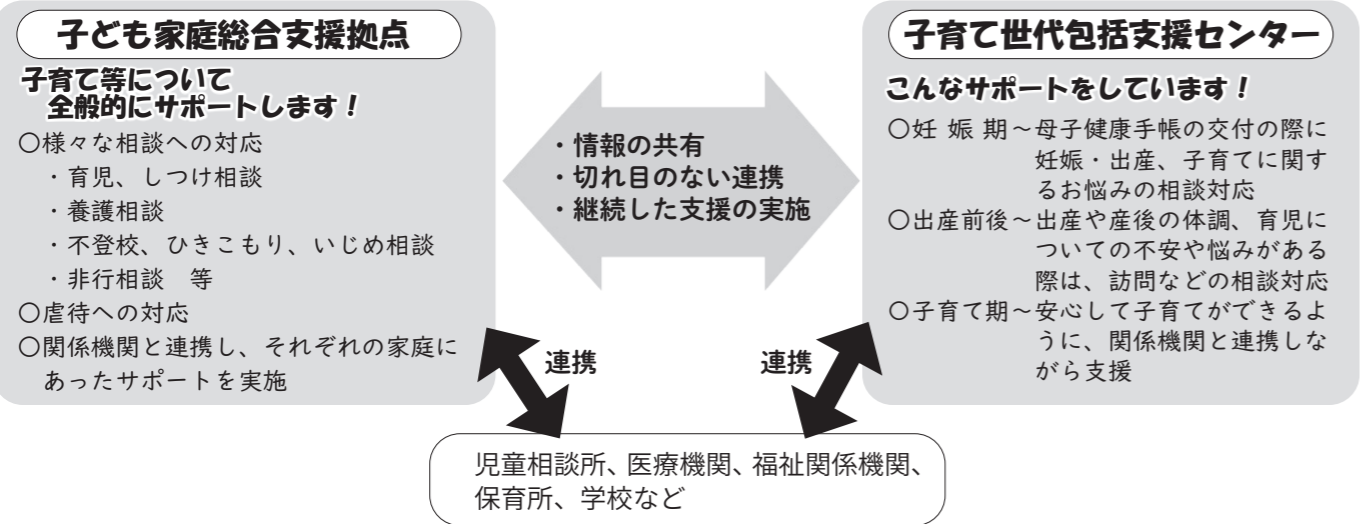 子ども家庭総合支援拠点
子育て等について
全般的にサポートします!
○様々な相談への対応
・育児、しつけ相談
・養護相談
・不登校、ひきこもり、いじめ相談
・非行相談 等
○虐待への対応
○関係機関と連携し、それぞれの家庭に
あったサポートを実施
・情報の共有
・切れ目のない連携
・継続した支援の実施
子育て世代包括支援センター
こんなサポートをしています!
○妊娠期~母子健康手帳の交付の際に
妊娠・出産、子育てに関す
るお悩みの相談対応
○出産前後~出産や産後の体調、育児に
ついての不安や悩みがある
際は、訪問などの相談対応
○子育て期~安心して子育てができるよ
うに、関係機関と連携しな
がら支援
連携
連携
児童相談所、医療機関、福祉関係機関、
保育所、学校など